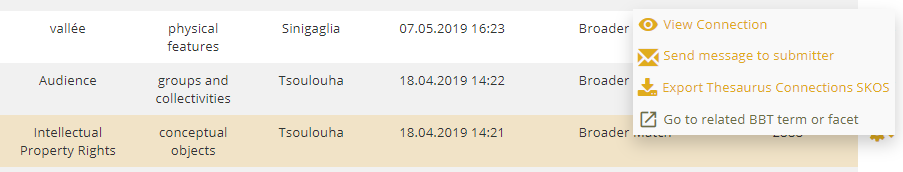 vallée physical features Sinigaglia 07.05.2019 16:23 Broader
Audience groups and collectivities Tsoulouha 18.04.2019 14:22 Broader
Intellectual Property Rights conceptual objects Tsoulouha 18.04.2019 14:21 Broader Match
View Connection
Send message to submitter
Export Thesaurus Connections SKOS
Go to related BBT term or facet